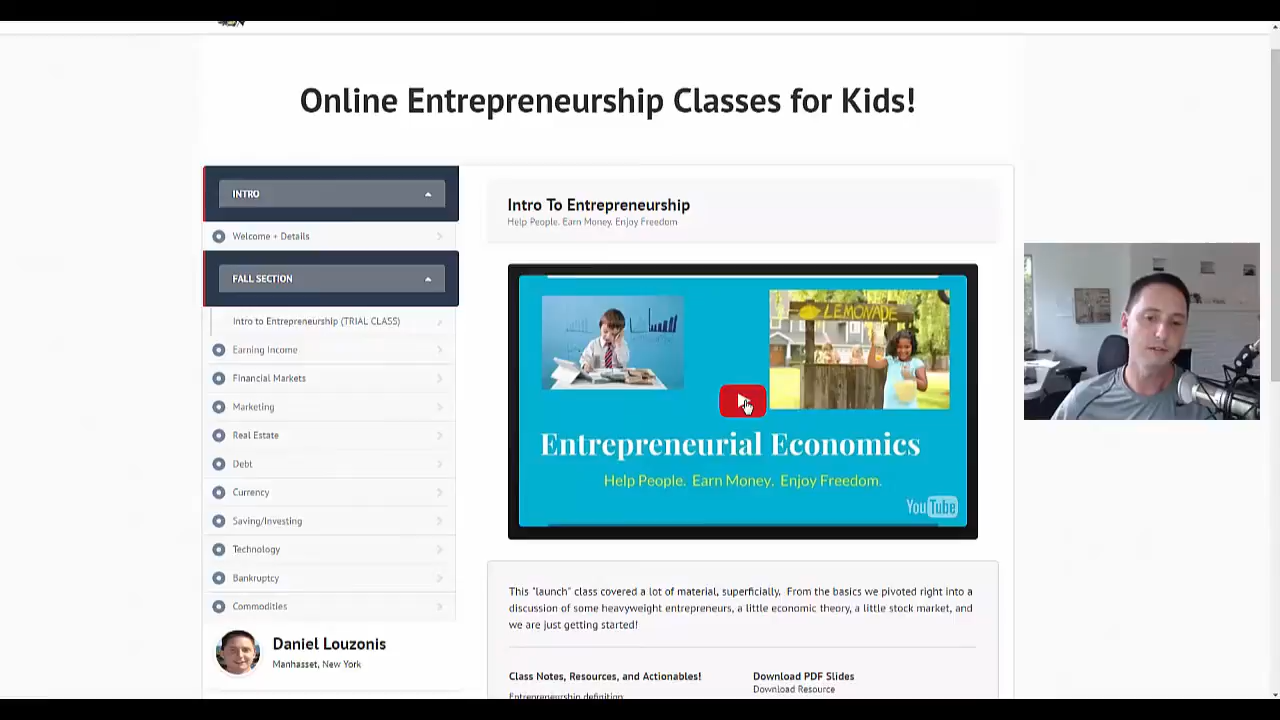 Online Entrepreneurship Classes for Kids!
INTRO
Welcome + Details
FALL SECTION
Intro to Entrepreneurship (TRIAL CLASS)
Earning Income
Financial Markets
Marketing
Real Estate
Debt
Currency
Saving/Investing
Technology
Bankruptcy
Commodities
Daniel Louzonis
Manhasset, New York
Intro To Entrepreneurship
Help People. Earn Money. Enjoy Freedom
LEMONADE
Entrepreneurial Economics
Help People. Earn Money. Enjoy Freedom.
YouTube
This "launch" class covered a lot of material, superficially. From the basics we pivoted right into a
discussion of some heavyweight entrepreneurs, a little economic theory, a little stock market, and
we are just getting started!
Class Notes, Resources, and Actionables!
Entrepreneurship definition
Download PDF Slides
Download Resource